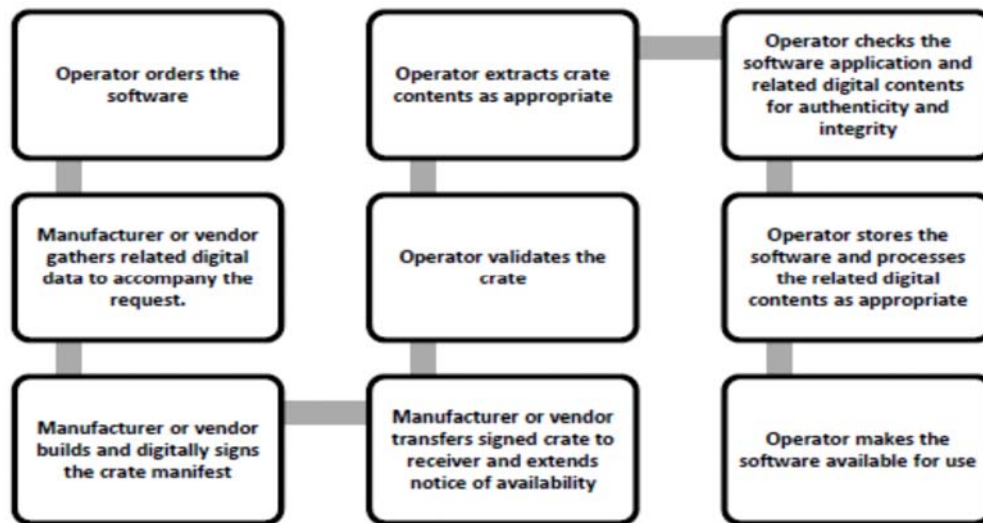 Operator orders the
software
Manufacturer or vendor
gathers related digital
data to accompany the
request.
Manufacturer or vendor
builds and digitally signs
the crate manifest
Manufacturer or vendor
transfers signed crate to
receiver and extends
notice of availability
Operator validates the
crate
Operator extracts crate
contents as appropriate
Operator checks the
software application and
related digital contents
for authenticity and
integrity
Operator stores the
software and processes
the related digital
contents as appropriate
Operator makes the
software available for use